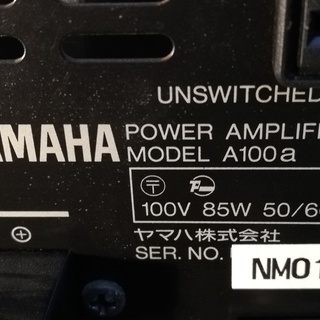 UNSWITCHED
YAMAHA POWER AMPLIFIE
MODEL A100a
〒
100V 85W 50/6
ヤマハ株式会社
SER. NO.
NM01